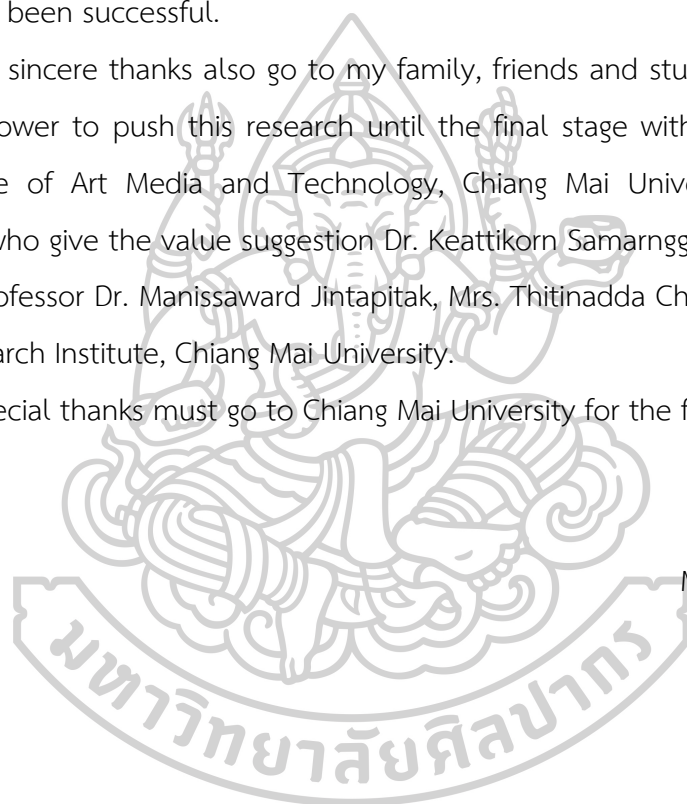 been successful.
sincere thanks also go to my family, friends and stu
ower to push this research until the final stage with
e of Art Media and Technology, Chiang Mai Unive
who give the value suggestion Dr. Keattikorn Samarngg
ofessor Dr. Manissaward Jintapitak, Mrs. Thitinadda Ch
arch Institute, Chiang Mai University.
ecial thanks must go to Chiang Mai University for the f
มหาวิทยาลัยศิลปากร